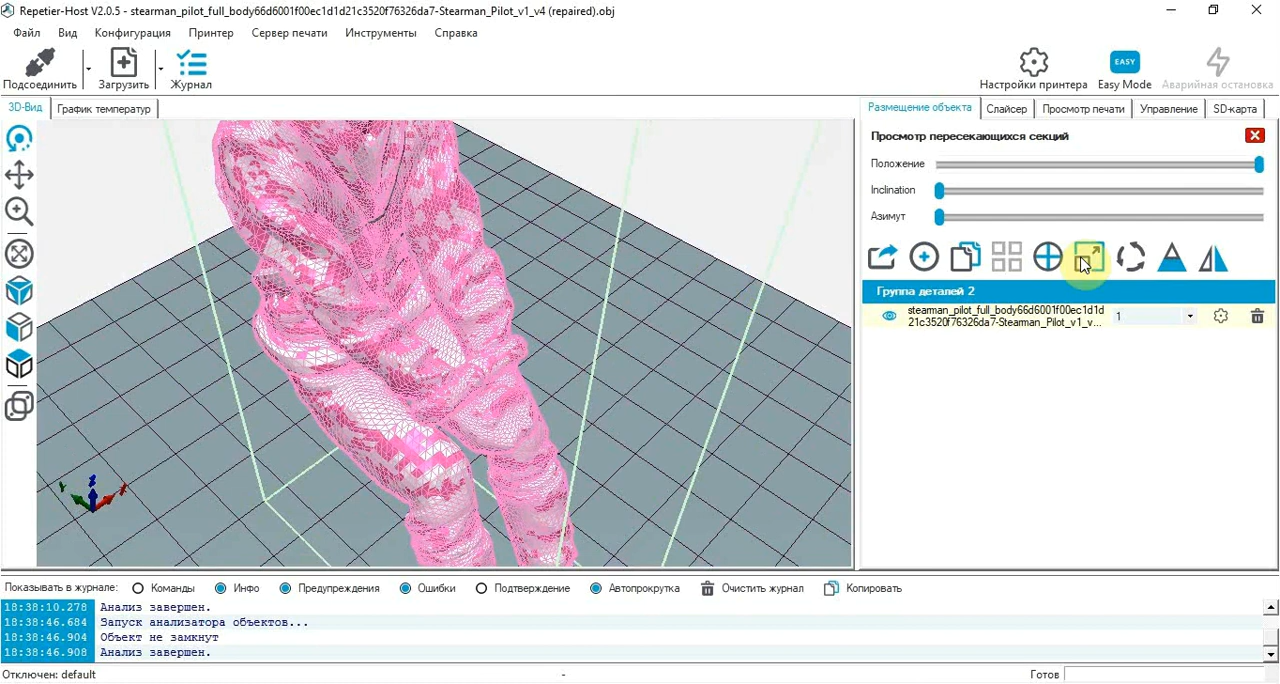 Repetier-Host V2.0.5 - stearman_pilot_full_body66d6001f00ec1d1d21c3520f76326da7-Stearman_Pilot_v1_v4 (repaired).obj
Файл Вид Конфигурация Принтер Сервер печати Инструменты Справка
Подсоединить Загрузить Журнал Настройки принтера EASY Easy Mode Аварийная остановка
3D-Вид График температур Размещение объекта Слайсер Просмотр печати Управление SD-карта
Просмотр пересекающихся секций
Положение
Inclination
Азимут
Группа деталей 2
stearman_pilot_full_body66d6001f00ec1d1d 1
21c3520f76326da7-Stearman_Pilot_v1_v...
Y Z X
Показывать в журнале: Команды Инфо Предупреждения Ошибки Подтверждение Автопрокрутка Очистить журнал Копировать
18:38:10.278 Анализ завершен.
18:38:46.684 Запуск анализатора объектов...
18:38:46.904 Объект не замкнут
18:38:46.908 Анализ завершен.
Отключен: default - Готов